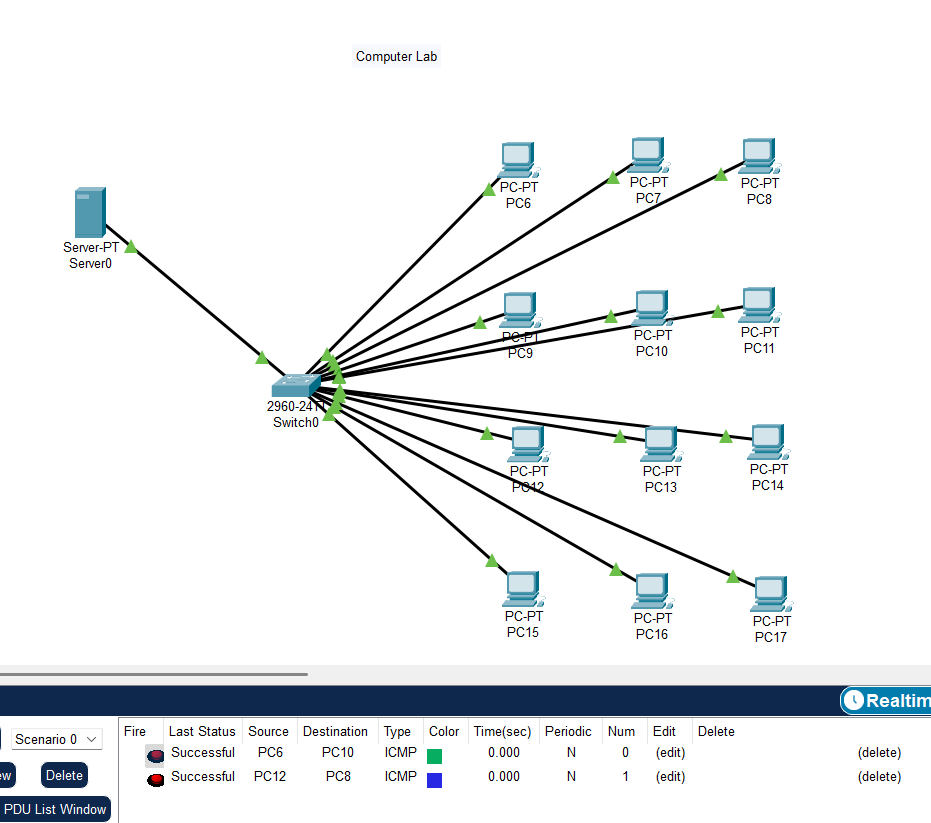 Computer Lab
PC-PT
PC6
PC-PT
PC7
PC-PT
PC8
Server-PT
Server0
PC-PT
PC9
PC-PT
PC10
PC-PT
PC11
2960-24TT
Switch0
PC-PT
PC12
PC-PT
PC13
PC-PT
PC14
PC-PT
PC15
PC-PT
PC16
PC-PT
PC17
Realtim
Scenario 0
Fire Last Status Source Destination Type Color Time(sec) Periodic Num Edit Delete
Successful PC6 PC10 ICMP 0.000 N 0 (edit) (delete)
Successful PC12 PC8 ICMP 0.000 N 1 (edit) (delete)
ew Delete
PDU List Window